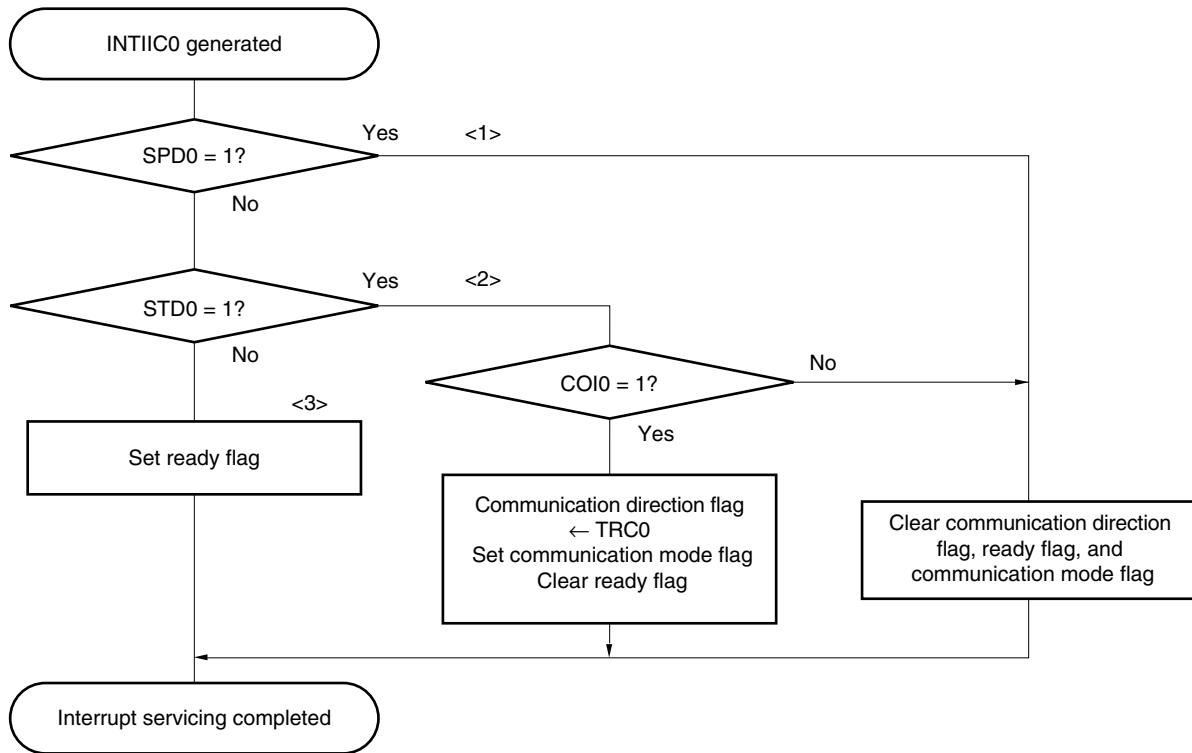 INTIIC0 generated
Yes
<1>
SPD0 = 1?
No
Yes
<2>
STD0 = 1?
No
COI0 = 1?
No
Yes
<3>
Set ready flag
Communication direction flag
← TRC0
Set communication mode flag
Clear ready flag
Clear communication direction
flag, ready flag, and
communication mode flag
Interrupt servicing completed